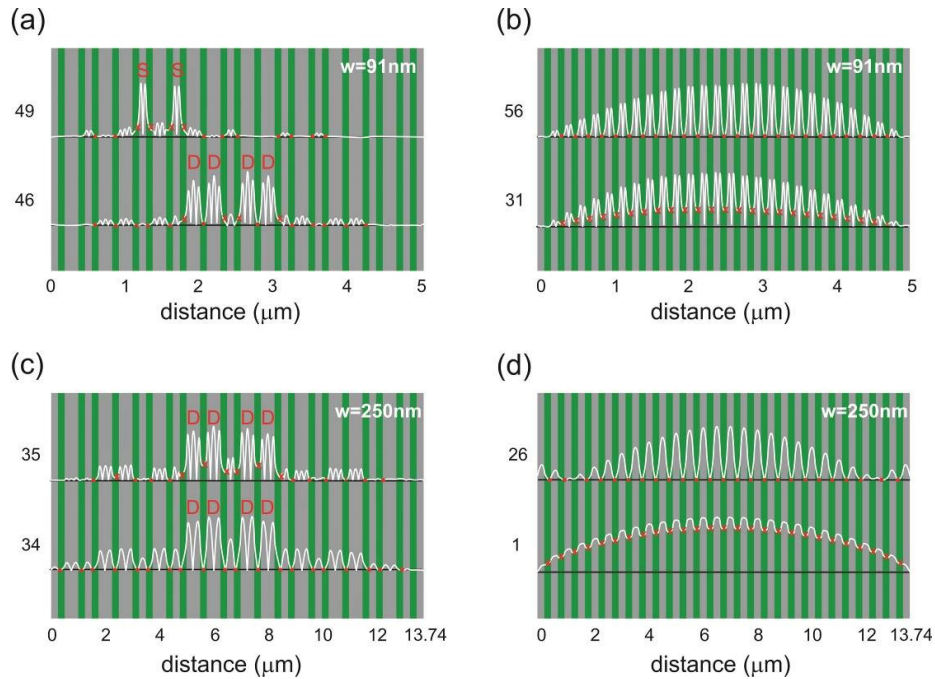 (a)
w=91nm
S S
49
D D D D
46
0 1 2 3 4 5
distance (μm)
(b)
w=91nm
56
31
0 1 2 3 4 5
distance (μm)
(c)
w=250nm
D D D D
35
D D D D
34
0 2 4 6 8 10 12 13.74
distance (μm)
(d)
w=250nm
26
1
0 2 4 6 8 10 12 13.74
distance (μm)